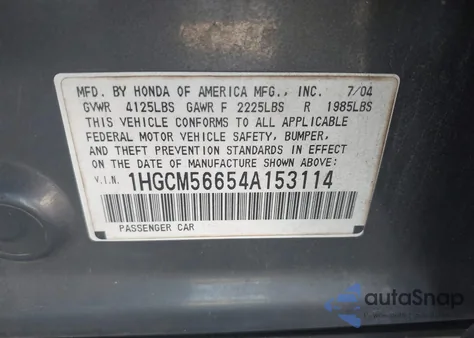 MFD. BY HONDA OF AMERICA MFG., INC. 7/04
GVWR 4125LBS GAWR F 2225LBS R 1985LBS
THIS VEHICLE CONFORMS TO ALL APPLICABLE
FEDERAL MOTOR VEHICLE SAFETY, BUMPER,
AND THEFT PREVENTION STANDARDS IN EFFECT
ON THE DATE OF MANUFACTURE SHOWN ABOVE.
V.I.N. 1HGCM56654A153114
PASSENGER CAR
autoSnap